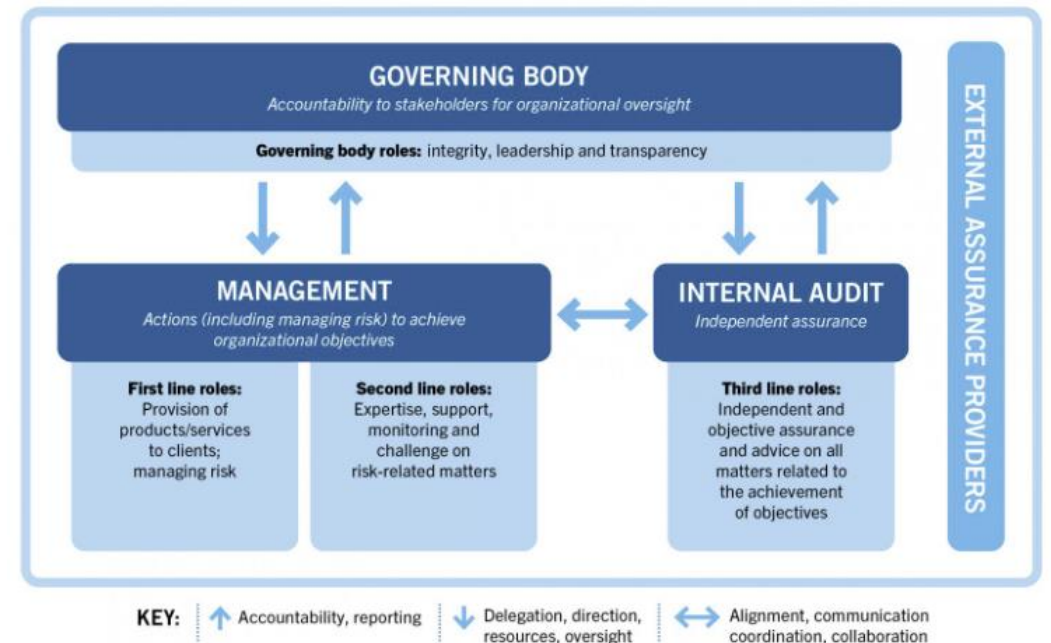 GOVERNING BODY
Accountability to stakeholders for organizational oversight
Governing body roles: integrity, leadership and transparency
MANAGEMENT
Actions (including managing risk) to achieve
organizational objectives
First line roles:
Provision of
products/services
to clients;
managing risk
Second line roles:
Expertise, support,
monitoring and
challenge on
risk-related matters
INTERNAL AUDIT
Independent assurance
Third line roles:
Independent and
objective assurance
and advice on all
matters related to
the achievement
of objectives
EXTERNAL ASSURANCE PROVIDERS
KEY:
Accountability, reporting
Delegation, direction,
resources, oversight
Alignment, communication
coordination, collaboration